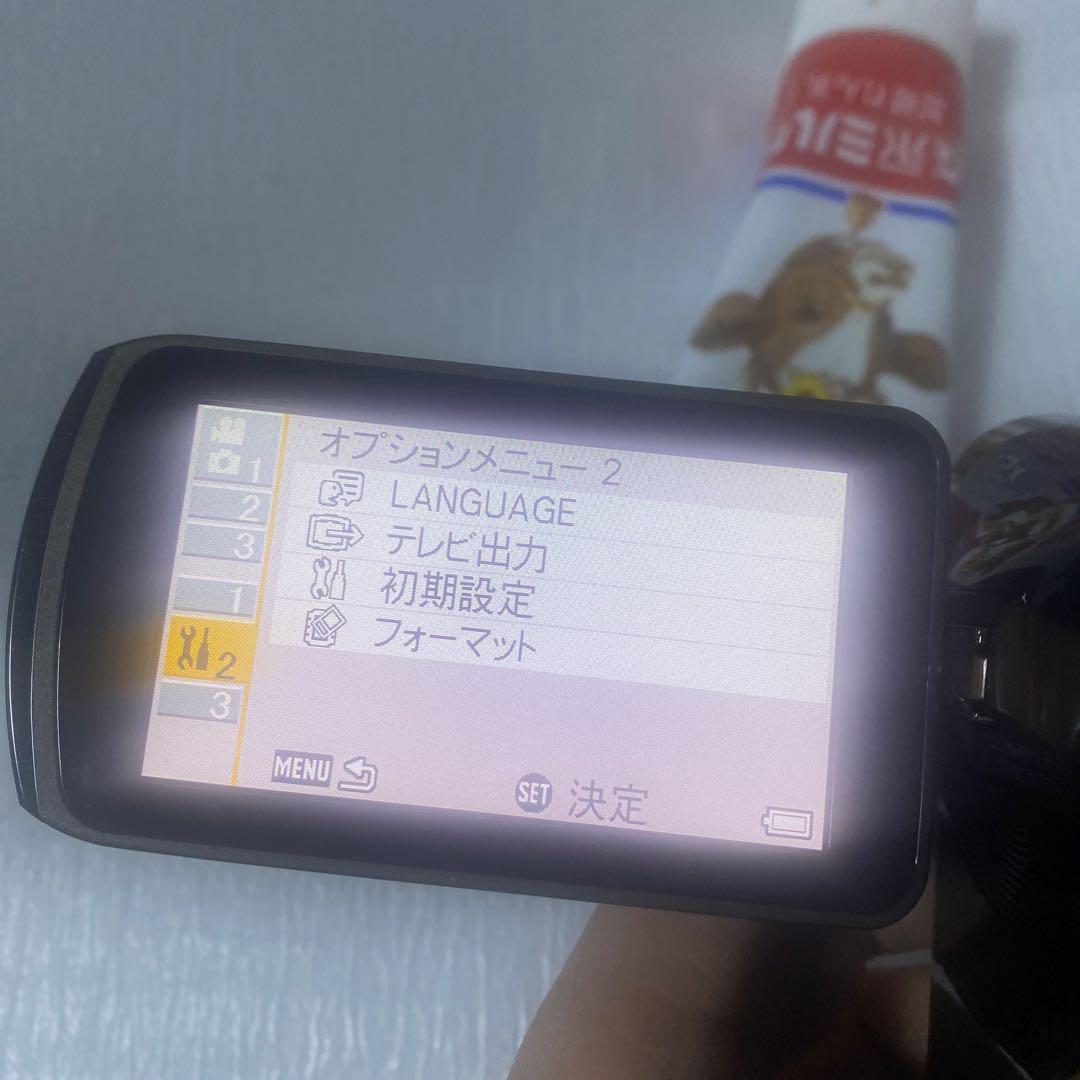 オプションメニュー 2
1
2
3
1
2
3
LANGUAGE
テレビ出力
初期設定
フォーマット
MENU
SET 決定